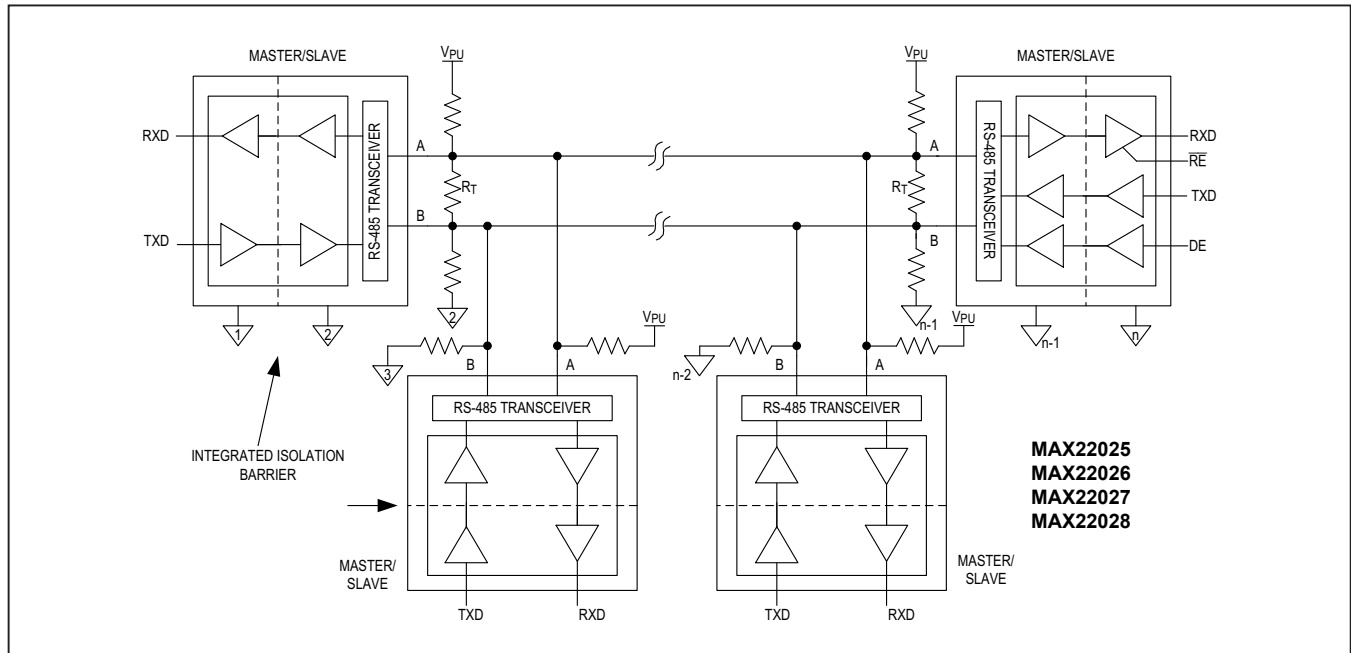 MASTER/SLAVE
VPU
VPU
MASTER/SLAVE
RXD
TXD
RS-485 TRANSCEIVER
A
B
RT
2
1
2
A
B
RT
n-1
RS-485 TRANSCEIVER
RXD
RE
TXD
DE
n-1
n
3
B
A
VPU
n-2
B
A
VPU
RS-485 TRANSCEIVER
RS-485 TRANSCEIVER
INTEGRATED ISOLATION
BARRIER
MASTER/
SLAVE
TXD
RXD
TXD
RXD
MASTER/
SLAVE
MAX22025
MAX22026
MAX22027
MAX22028